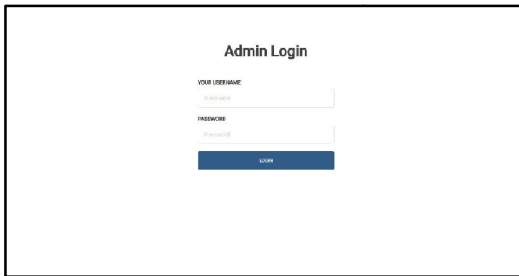 Admin Login
YOUR USERNAME
Username
PASSWORD
Password
LOGIN